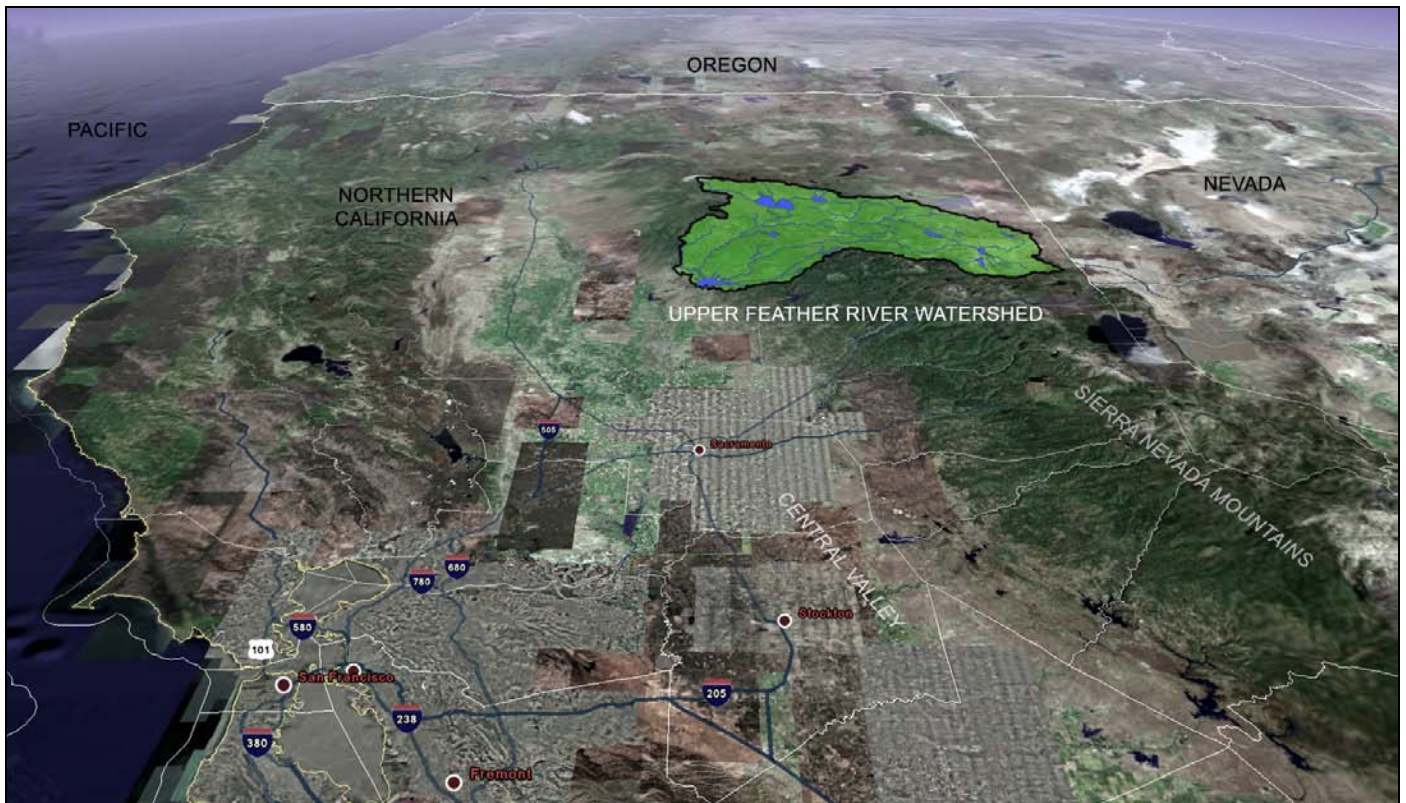 OREGON
PACIFIC
NORTHERN
CALIFORNIA
NEVADA
UPPER FEATHER RIVER WATERSHED
SIERRA NEVADA MOUNTAINS
505
Sacramento
CENTRAL VALLEY
680
780
Stockton
580
101
San Francisco
205
238
380
Fremont